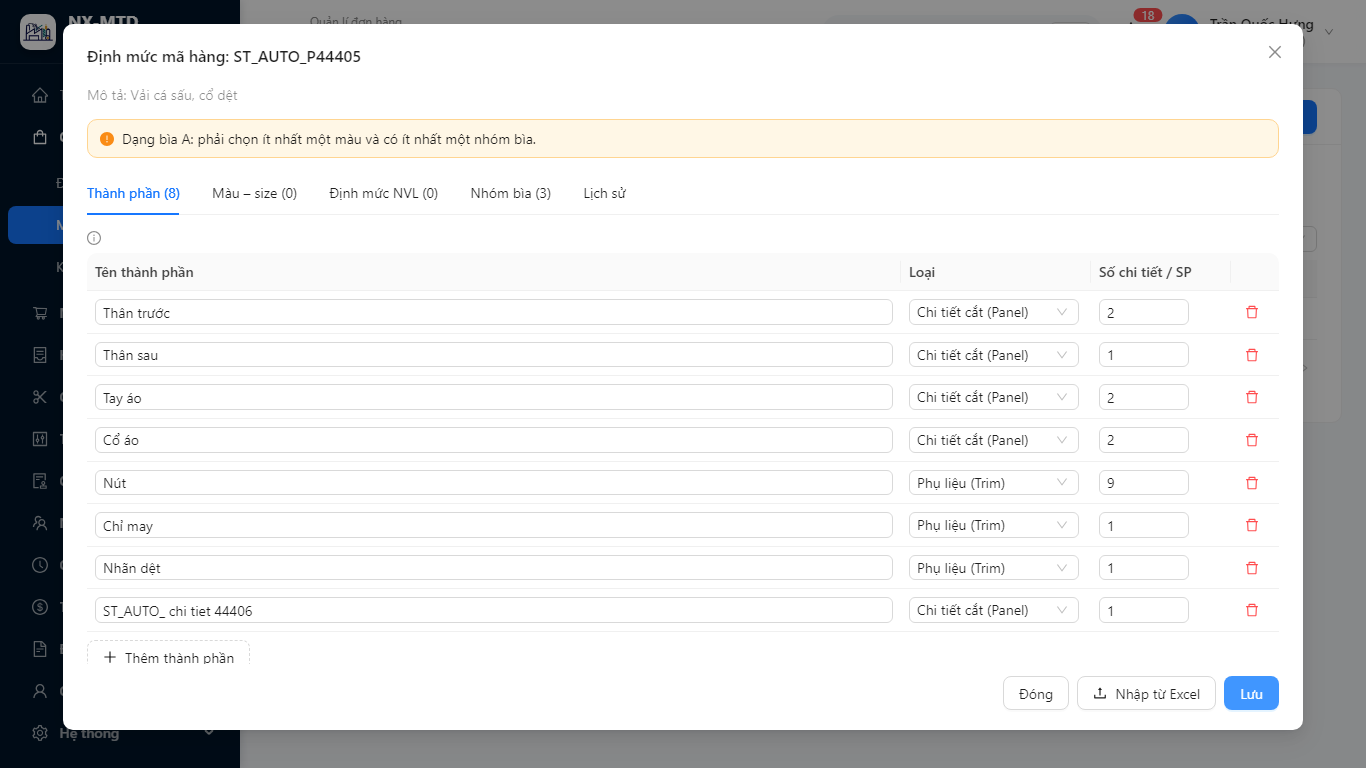 NX-MTD
Quản lí đơn hàng
18
Trần Quốc Hưng
Định mức mã hàng: ST_AUTO_P44405
Mô tả: Vải cá sấu, cổ dệt
Dạng bìa A: phải chọn ít nhất một màu và có ít nhất một nhóm bìa.
Thành phần (8) Màu – size (0) Định mức NVL (0) Nhóm bìa (3) Lịch sử
Tên thành phần Loại Số chi tiết / SP
Thân trước Chi tiết cắt (Panel) 2
Thân sau Chi tiết cắt (Panel) 1
Tay áo Chi tiết cắt (Panel) 2
Cổ áo Chi tiết cắt (Panel) 2
Nút Phụ liệu (Trim) 9
Chỉ may Phụ liệu (Trim) 1
Nhãn dệt Phụ liệu (Trim) 1
ST_AUTO_ chi tiet 44406 Chi tiết cắt (Panel) 1
Thêm thành phần
Đóng Nhập từ Excel Lưu
Hệ thống